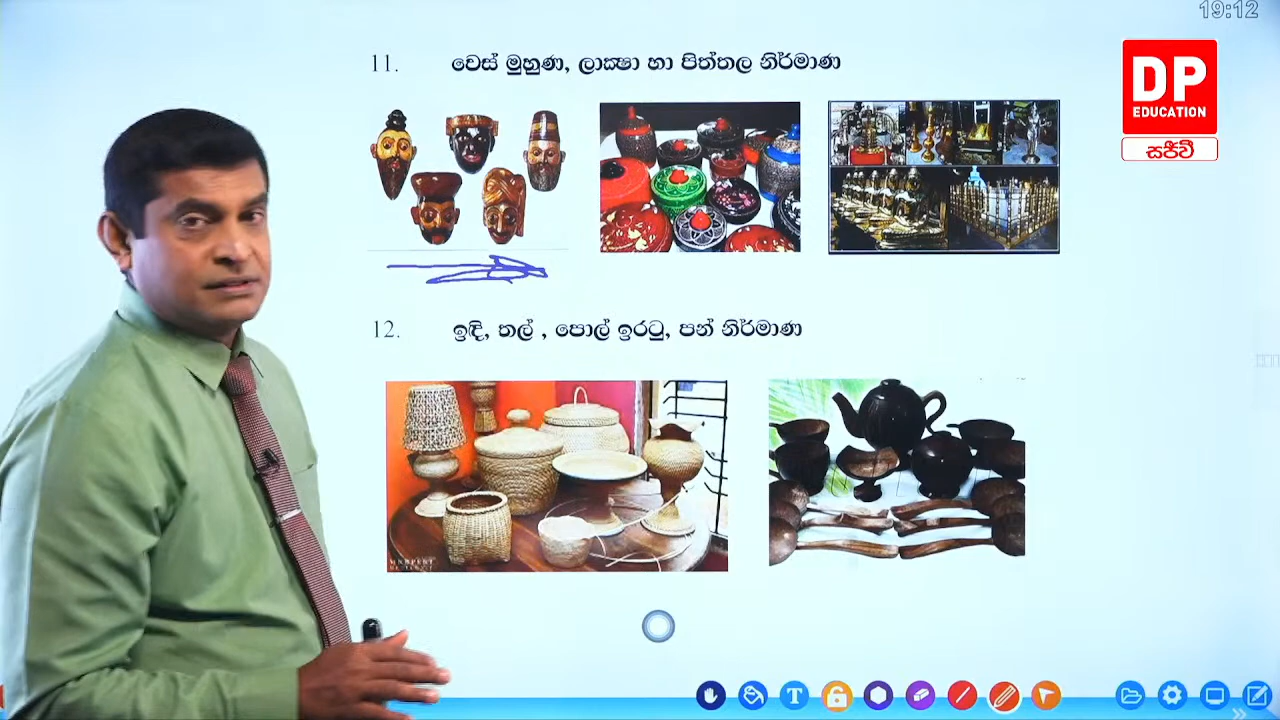 19:12
11. වෙස් මුහුණ, ලාක්‍ෂා හා පිත්තල නිර්මාණ
DP
EDUCATION
සජීවී
12. ඉඳි, තල් , පොල් ඉරටු, පන් නිර්මාණ